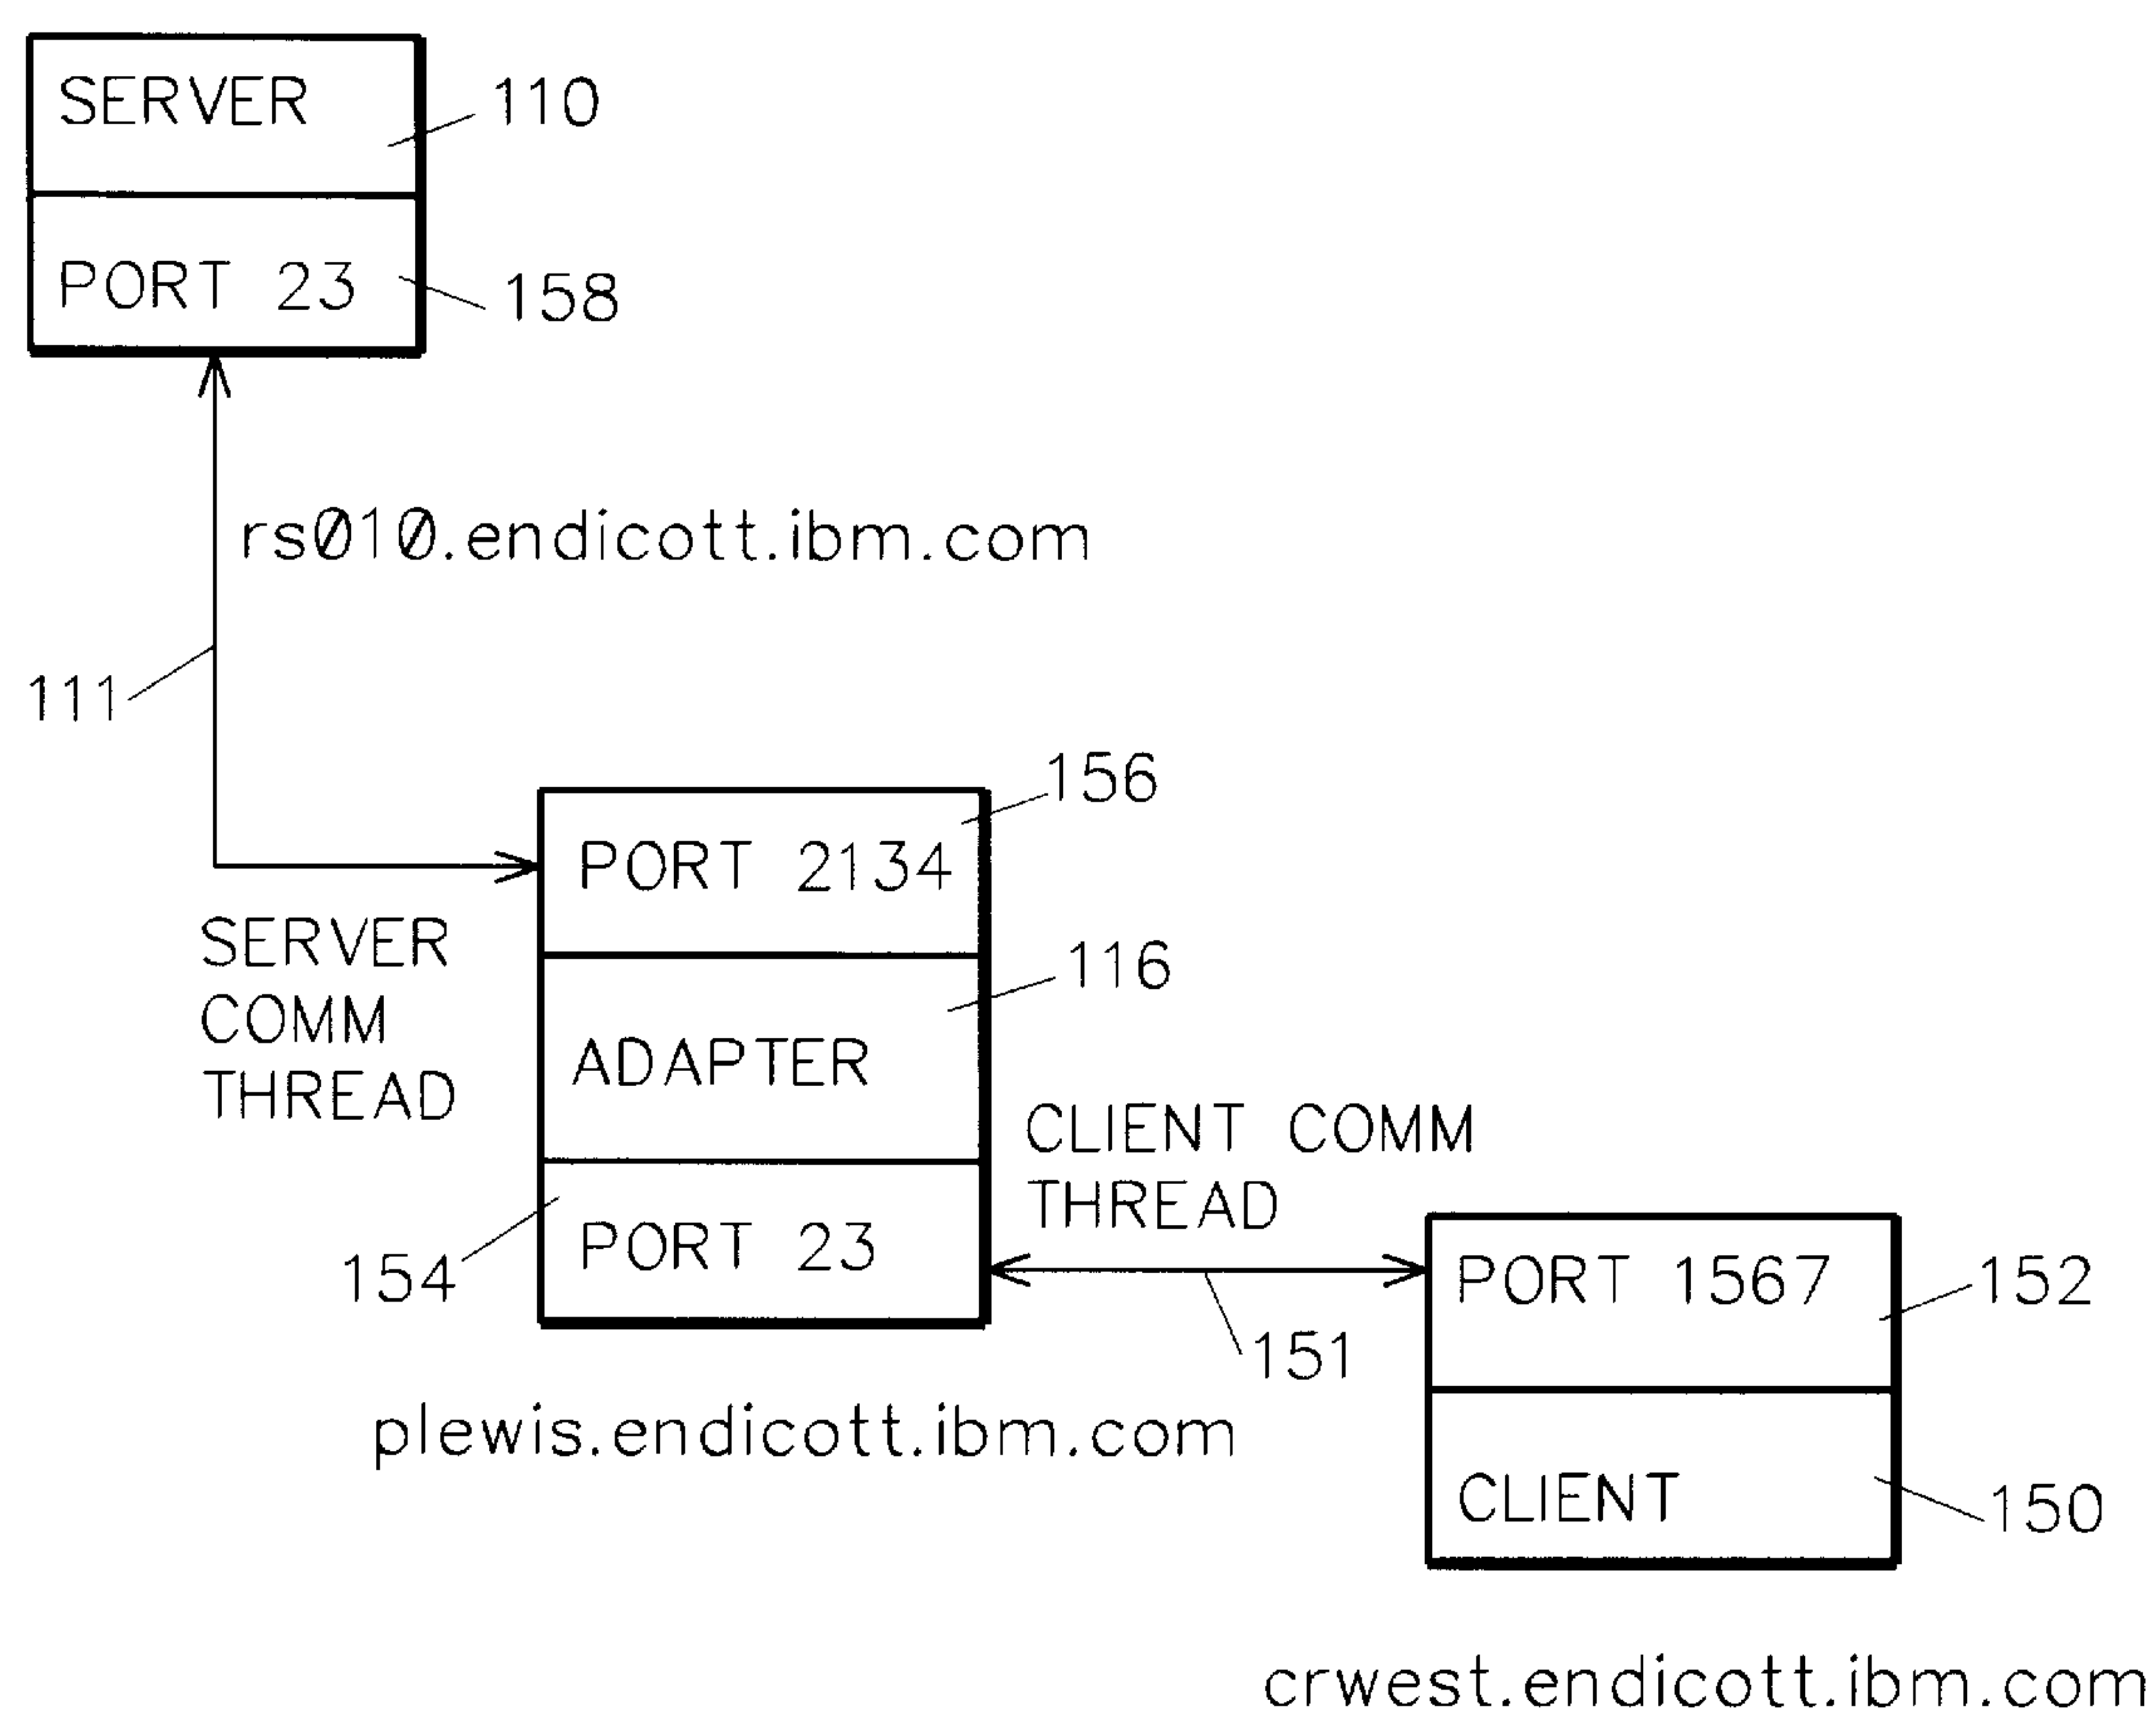 SERVER
110
PORT 23
158
rs010.endicott.ibm.com
111
156
PORT 2134
SERVER
COMM
THREAD
116
ADAPTER
CLIENT COMM
THREAD
154
PORT 23
PORT 1567
152
151
plewis.endicott.ibm.com
CLIENT
150
crwest.endicott.ibm.com